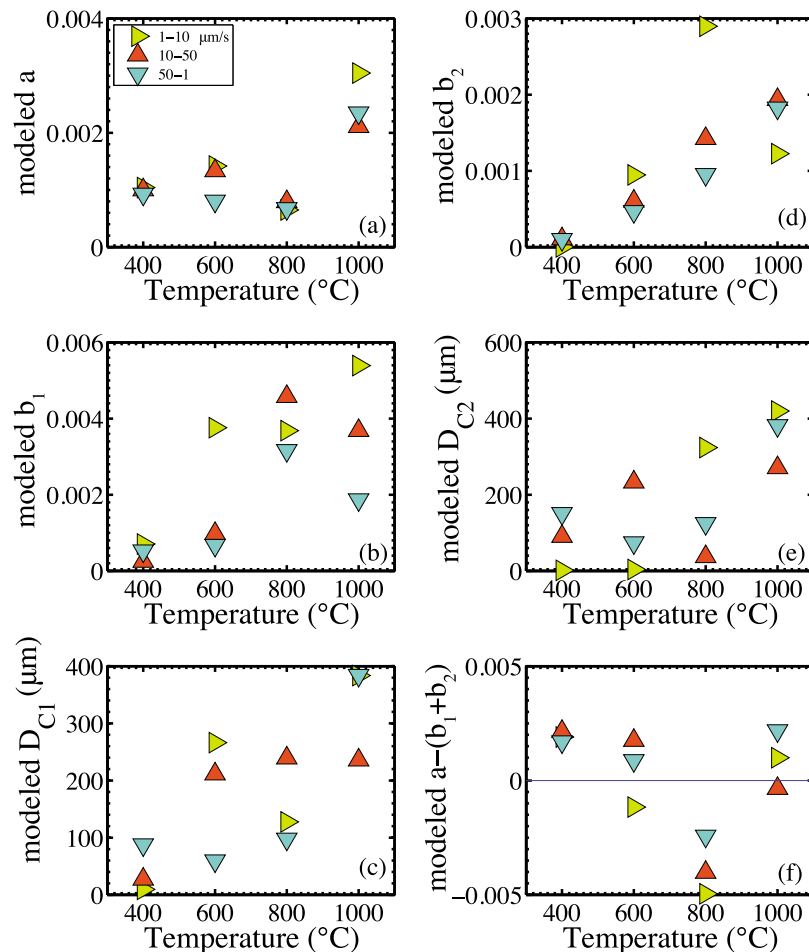 0.004
0.002
0
modeled a
1–10 μm/s
10–50
50–1
(a)
400 600 800 1000
Temperature (°C)
0.003
0.002
0.001
0
modeled b₂
(d)
400 600 800 1000
Temperature (°C)
0.006
0.004
0.002
0
modeled b₁
(b)
400 600 800 1000
Temperature (°C)
600
400
200
0
modeled D_C2 (μm)
(e)
400 600 800 1000
Temperature (°C)
400
300
200
100
0
modeled D_C1 (μm)
(c)
400 600 800 1000
Temperature (°C)
0.005
0
−0.005
modeled a−(b₁+b₂)
(f)
400 600 800 1000
Temperature (°C)